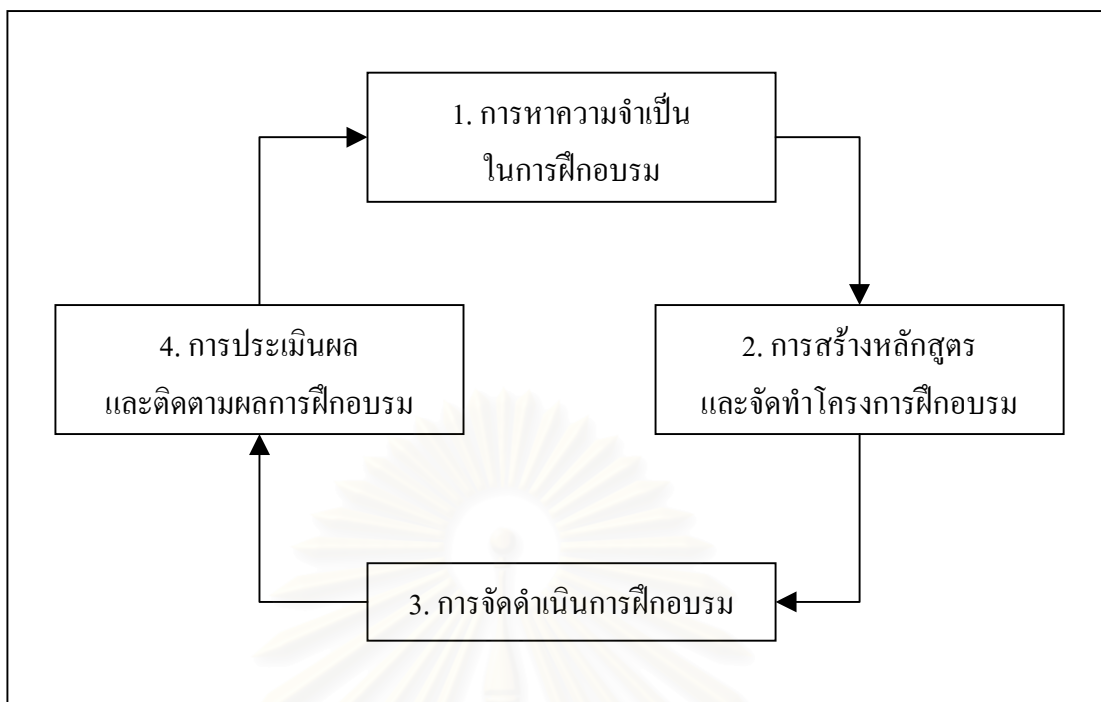 1. การหาความจำเป็น
ในการฝึกอบรม
2. การสร้างหลักสูตร
และจัดทำโครงการฝึกอบรม
3. การจัดดำเนินการฝึกอบรม
4. การประเมินผล
และติดตามผลการฝึกอบรม